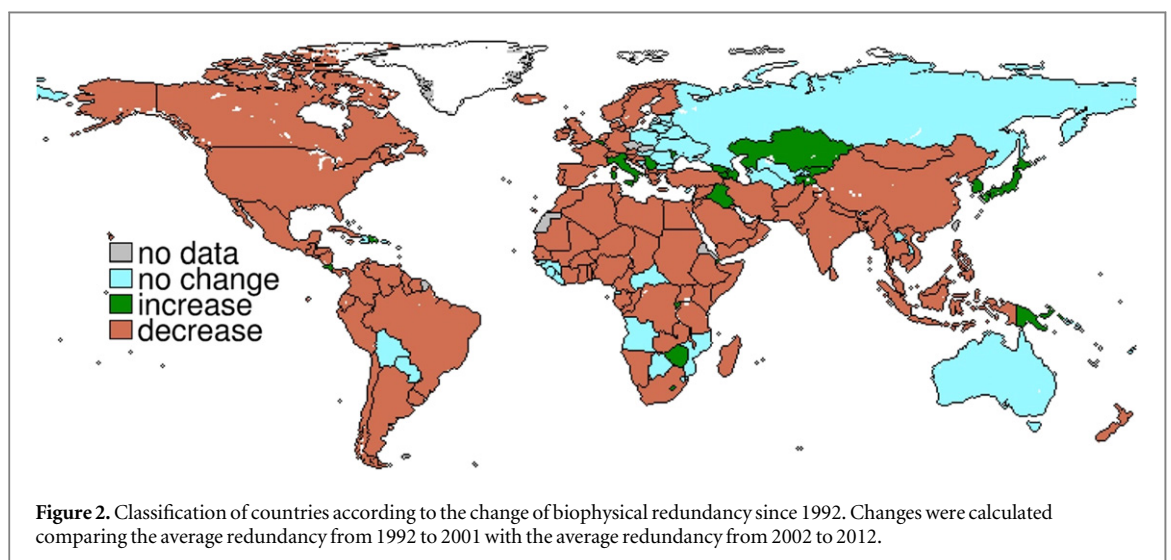 no data
no change
increase
decrease
Figure 2. Classification of countries according to the change of biophysical redundancy since 1992. Changes were calculated
comparing the average redundancy from 1992 to 2001 with the average redundancy from 2002 to 2012.